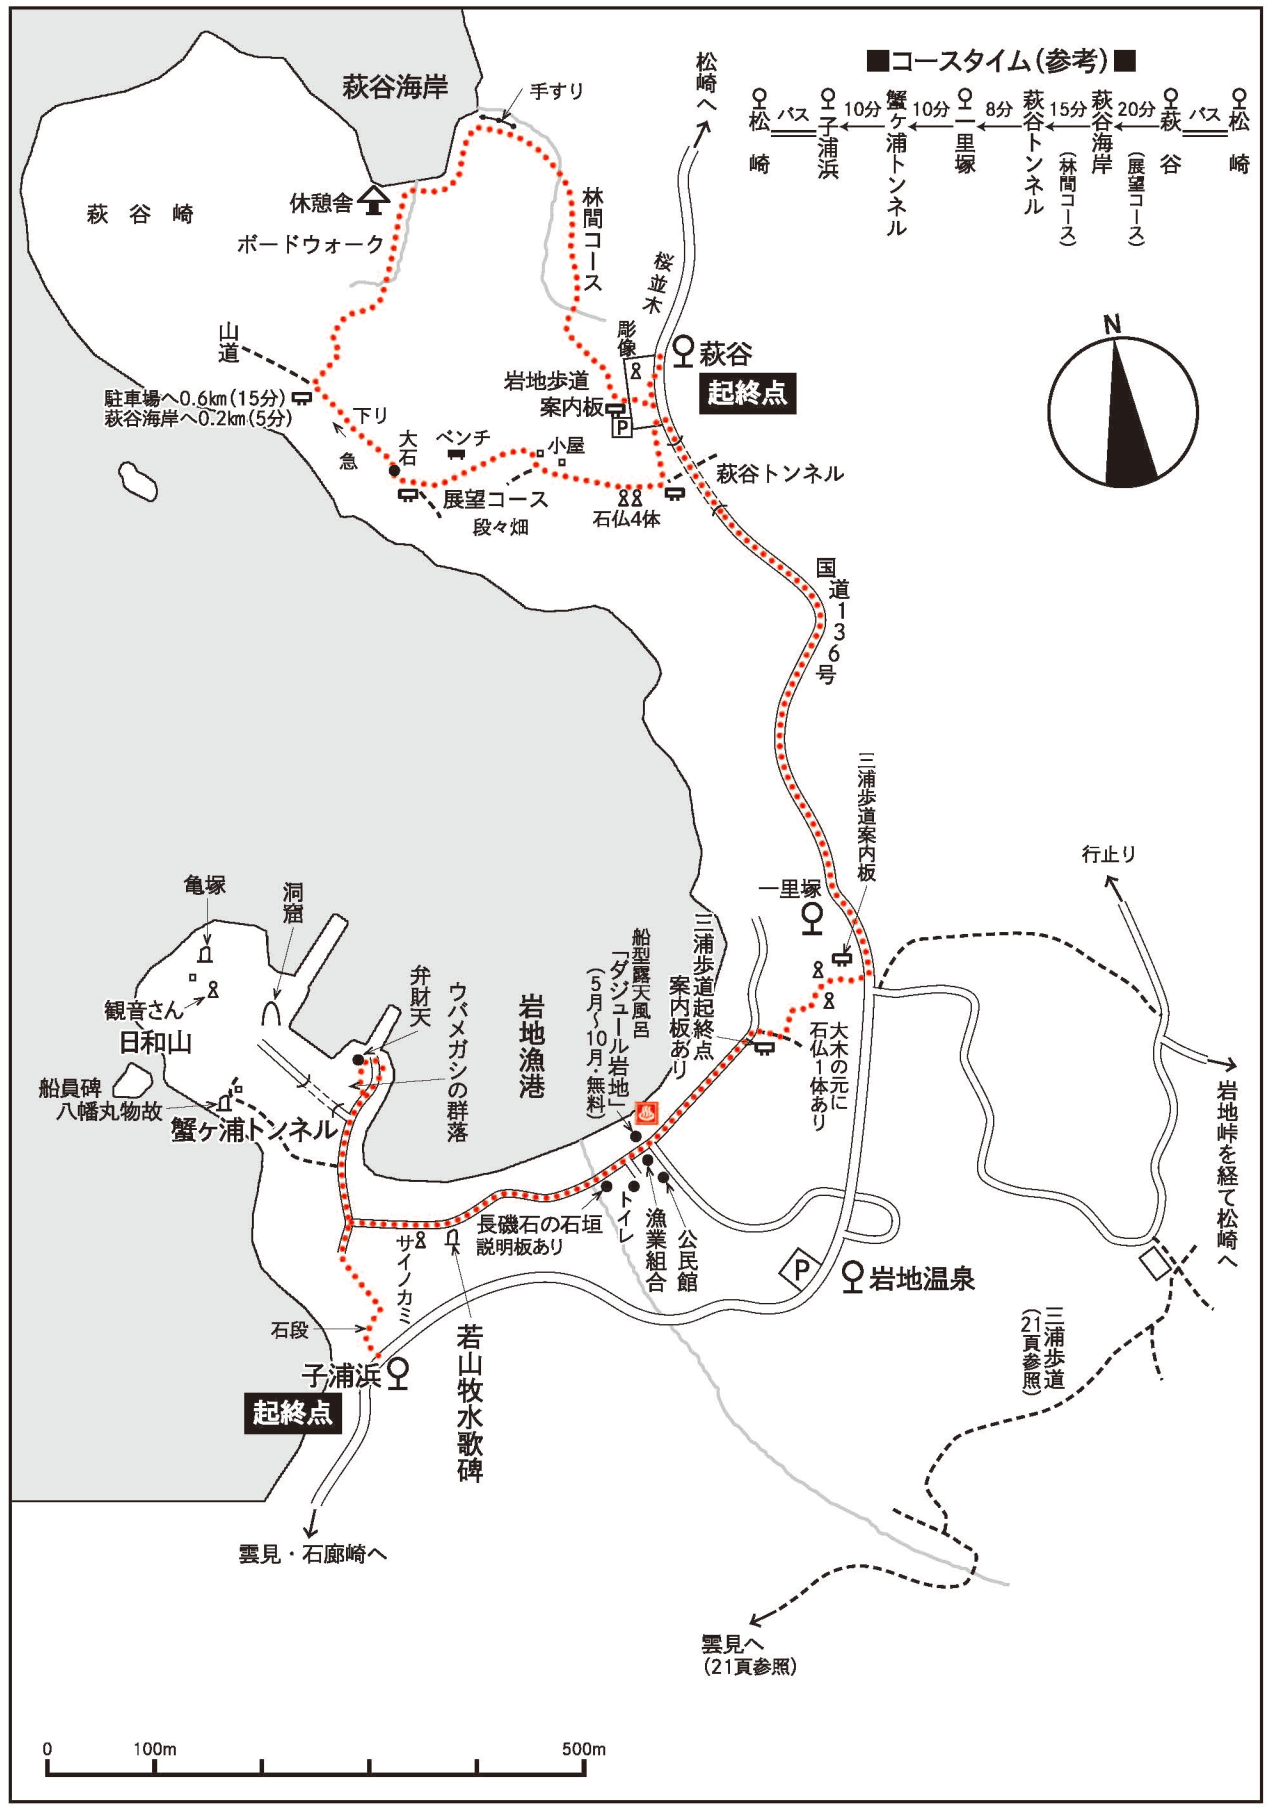 ■コースタイム(参考)■
松崎
バス
子浦浜
10分
蟹ヶ浦トンネル
10分
一里塚
8分
萩谷トンネル
15分
(林間コース)
萩谷海岸
20分
(展望コース)
萩谷
バス
松崎
松崎へ
萩谷海岸
手すり
休憩舎
ボードウォーク
萩谷崎
林間コース
桜並木
N
山道
彫像
萩谷
起終点
岩地歩道
案内板
P
駐車場へ0.6km(15分)
萩谷海岸へ0.2km(5分)
下り
急
大石
ベンチ
小屋
展望コース
段々畑
石仏4体
萩谷トンネル
国道136号
三浦歩道案内板
一里塚
行止り
亀塚
洞窟
弁財天
ウバメガシの群落
岩地漁港
船型露天風呂
「ダジュール岩地」
(5月〜10月・無料)
三浦歩道起終点
案内板あり
大木の元に
石仏1体あり
観音さん
日和山
船員碑
八幡丸物故
蟹ヶ浦トンネル
岩地峠を経て松崎へ
長磯石の石垣
説明板あり
トイレ
漁業組合
公民館
サイノカミ
若山牧水歌碑
P
岩地温泉
石段
子浦浜
起終点
三浦歩道
(21頁参照)
雲見・石廊崎へ
雲見へ
(21頁参照)
0
100m
500m